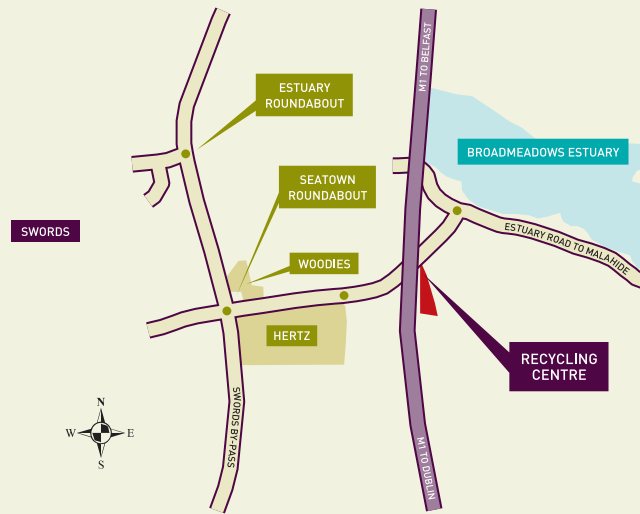 M1 TO BELFAST
ESTUARY
ROUNDABOUT
BROADMEADOWS ESTUARY
SEATOWN
ROUNDABOUT
SWORDS
ESTUARY ROAD TO MALAHIDE
WOODIES
HERTZ
RECYCLING
CENTRE
SWORDS BY-PASS
N
W
E
S
M1 TO DUBLIN